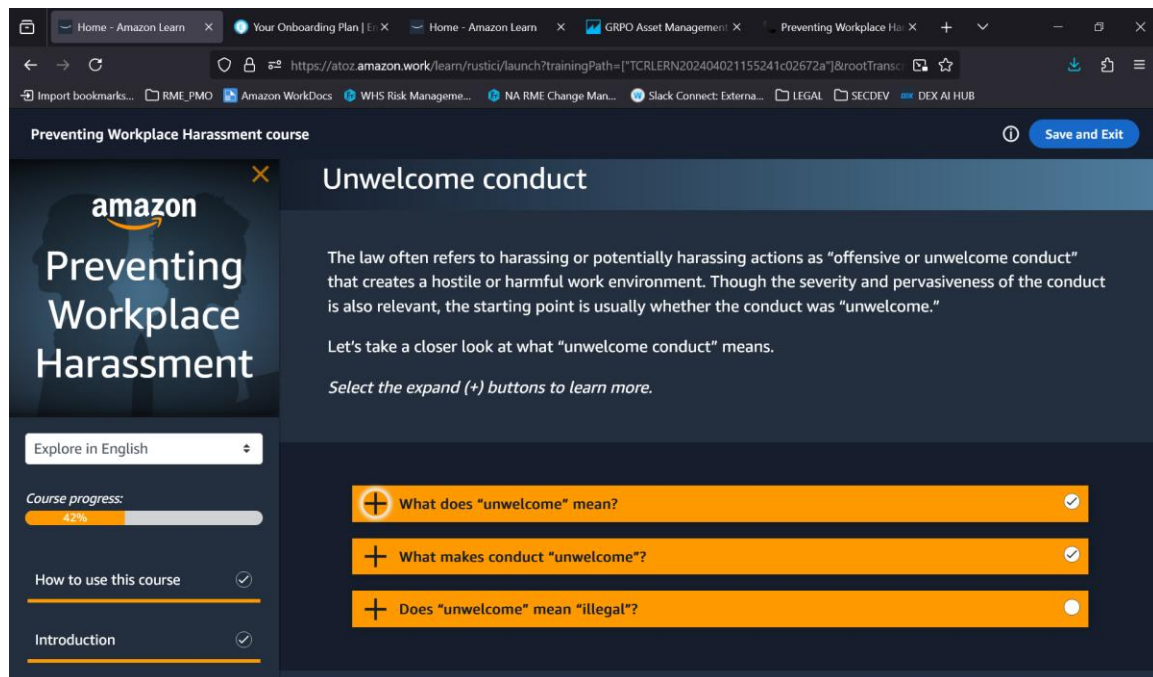 Home - Amazon Learn
Your Onboarding Plan | En
Home - Amazon Learn
GRPO Asset Management
Preventing Workplace Har
https://atoz.amazon.work/learn/rustici/launch?trainingPath=["TCRLERN202404021155241c02672a"]&rootTranscr
Import bookmarks...
RME_PMO
Amazon WorkDocs
WHS Risk Manageme...
NA RME Change Man...
Slack Connect: Externa...
LEGAL
SECDEV
DEX AI HUB
Preventing Workplace Harassment course
Save and Exit
amazon
Preventing
Workplace
Harassment
Explore in English
Course progress:
42%
How to use this course
Introduction
Unwelcome conduct
The law often refers to harassing or potentially harassing actions as “offensive or unwelcome conduct”
that creates a hostile or harmful work environment. Though the severity and pervasiveness of the conduct
is also relevant, the starting point is usually whether the conduct was “unwelcome.”
Let’s take a closer look at what “unwelcome conduct” means.
Select the expand (+) buttons to learn more.
What does “unwelcome” mean?
What makes conduct “unwelcome”?
Does “unwelcome” mean “illegal”?